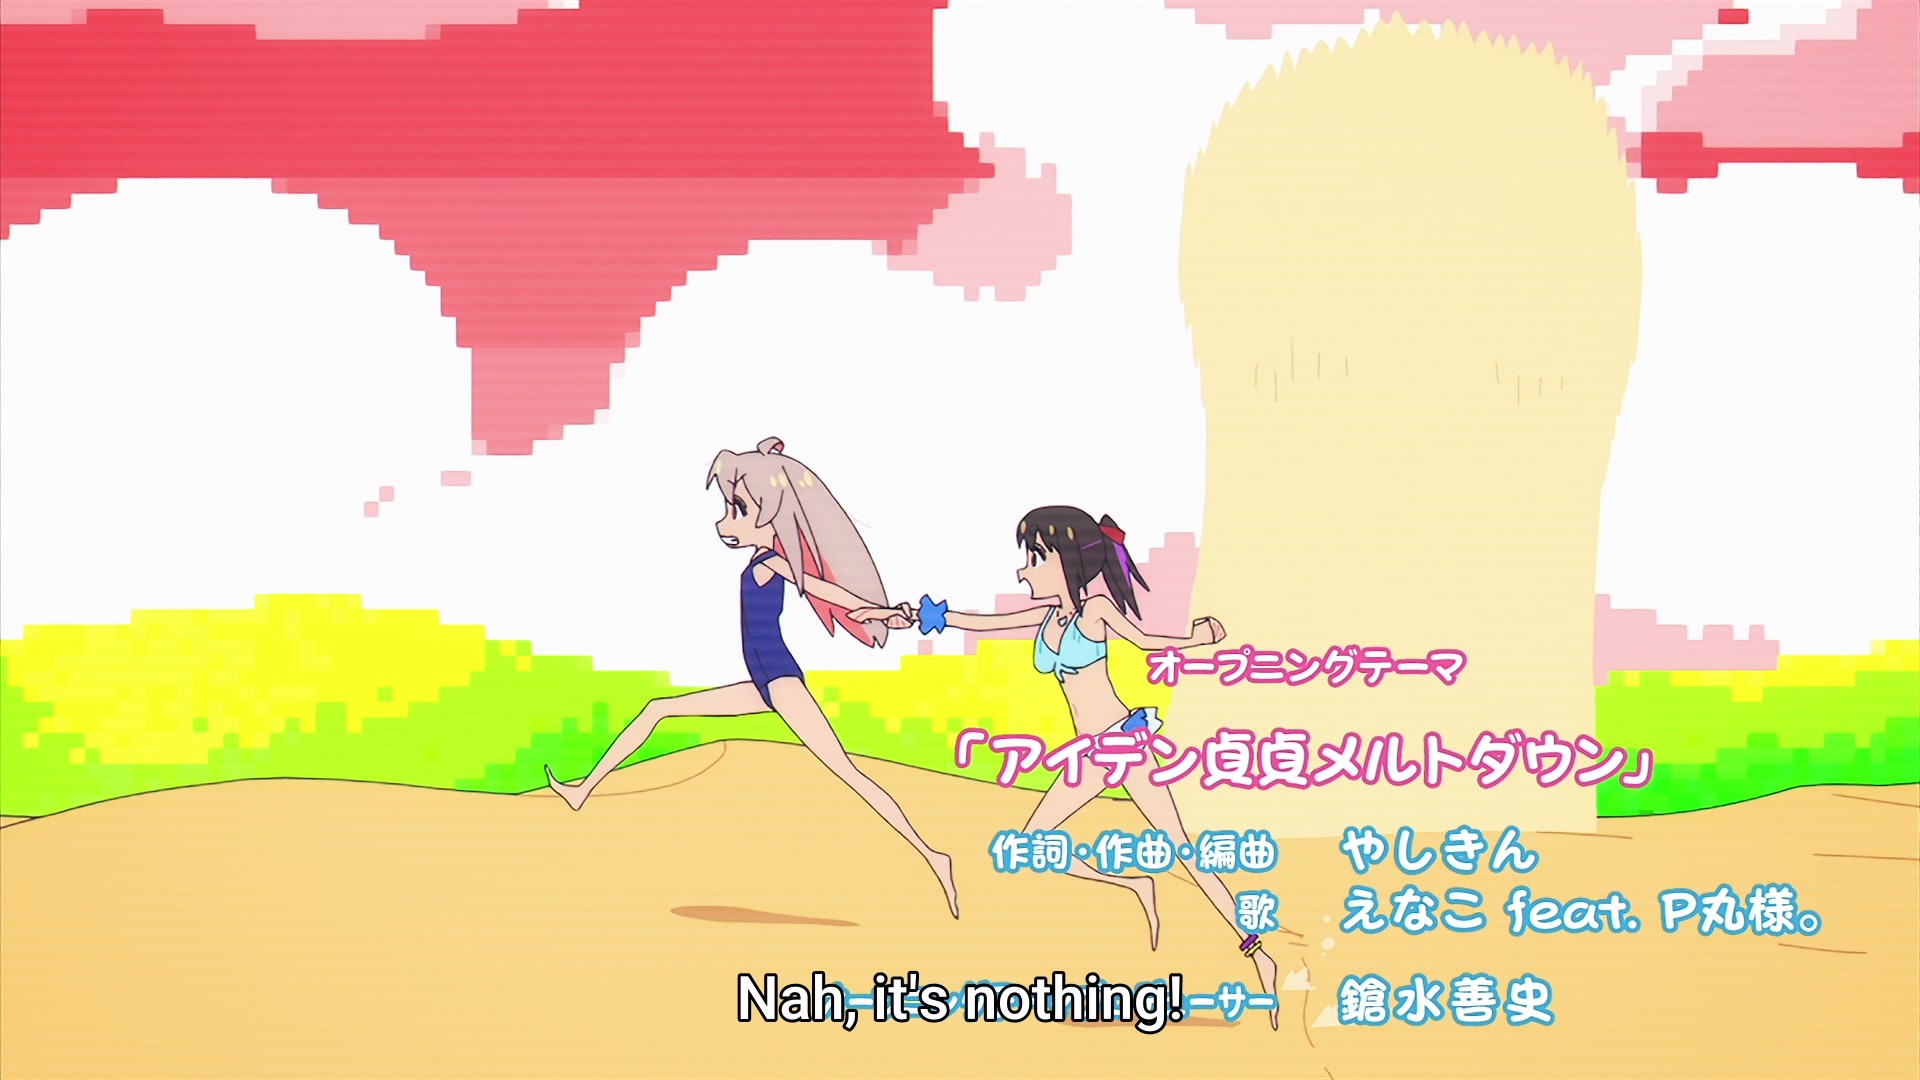 オープニングテーマ
「アイデン貞貞メルトダウン」
作詞・作曲・編曲 やしきん
歌 えなこ feat. P丸様。
ーサー 鎗水善史
Nah, it's nothing!